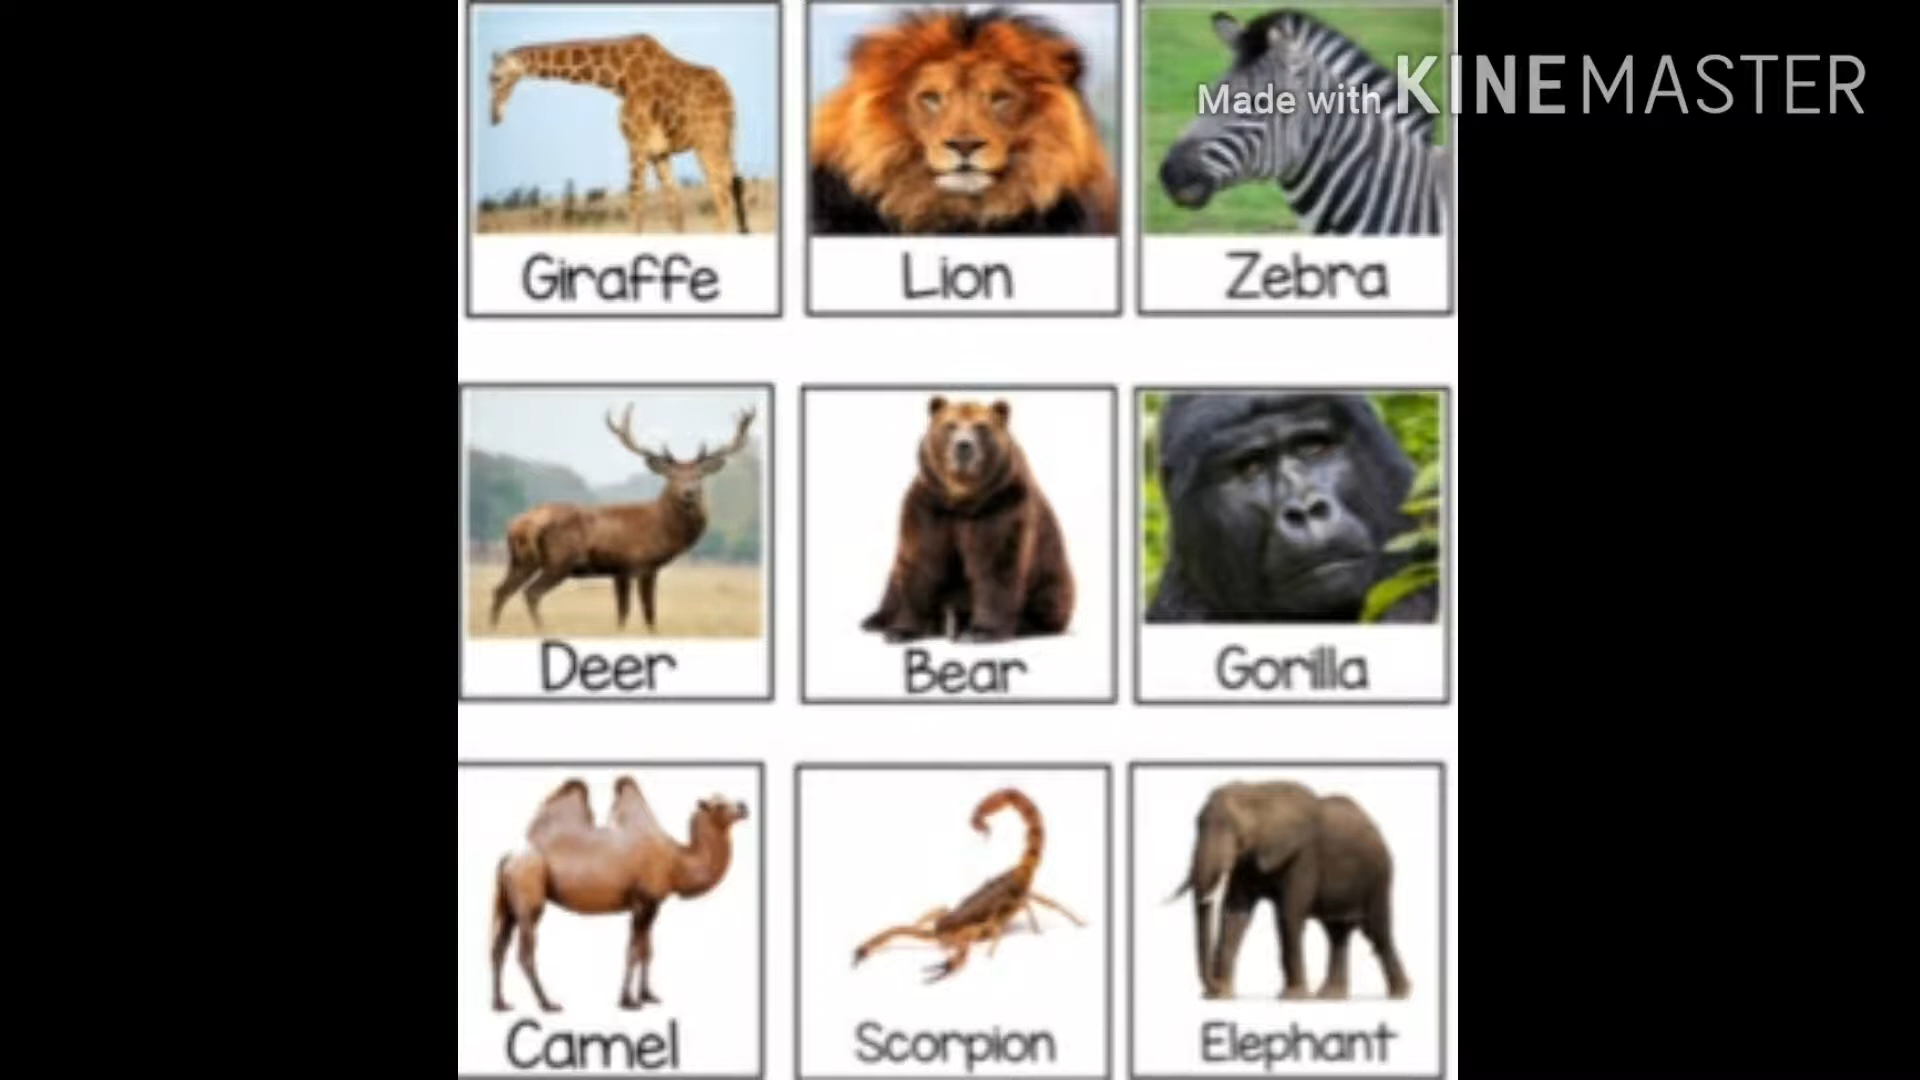 Made with KINEMASTER
Giraffe
Lion
Zebra
Deer
Bear
Gorilla
Camel
Scorpion
Elephant